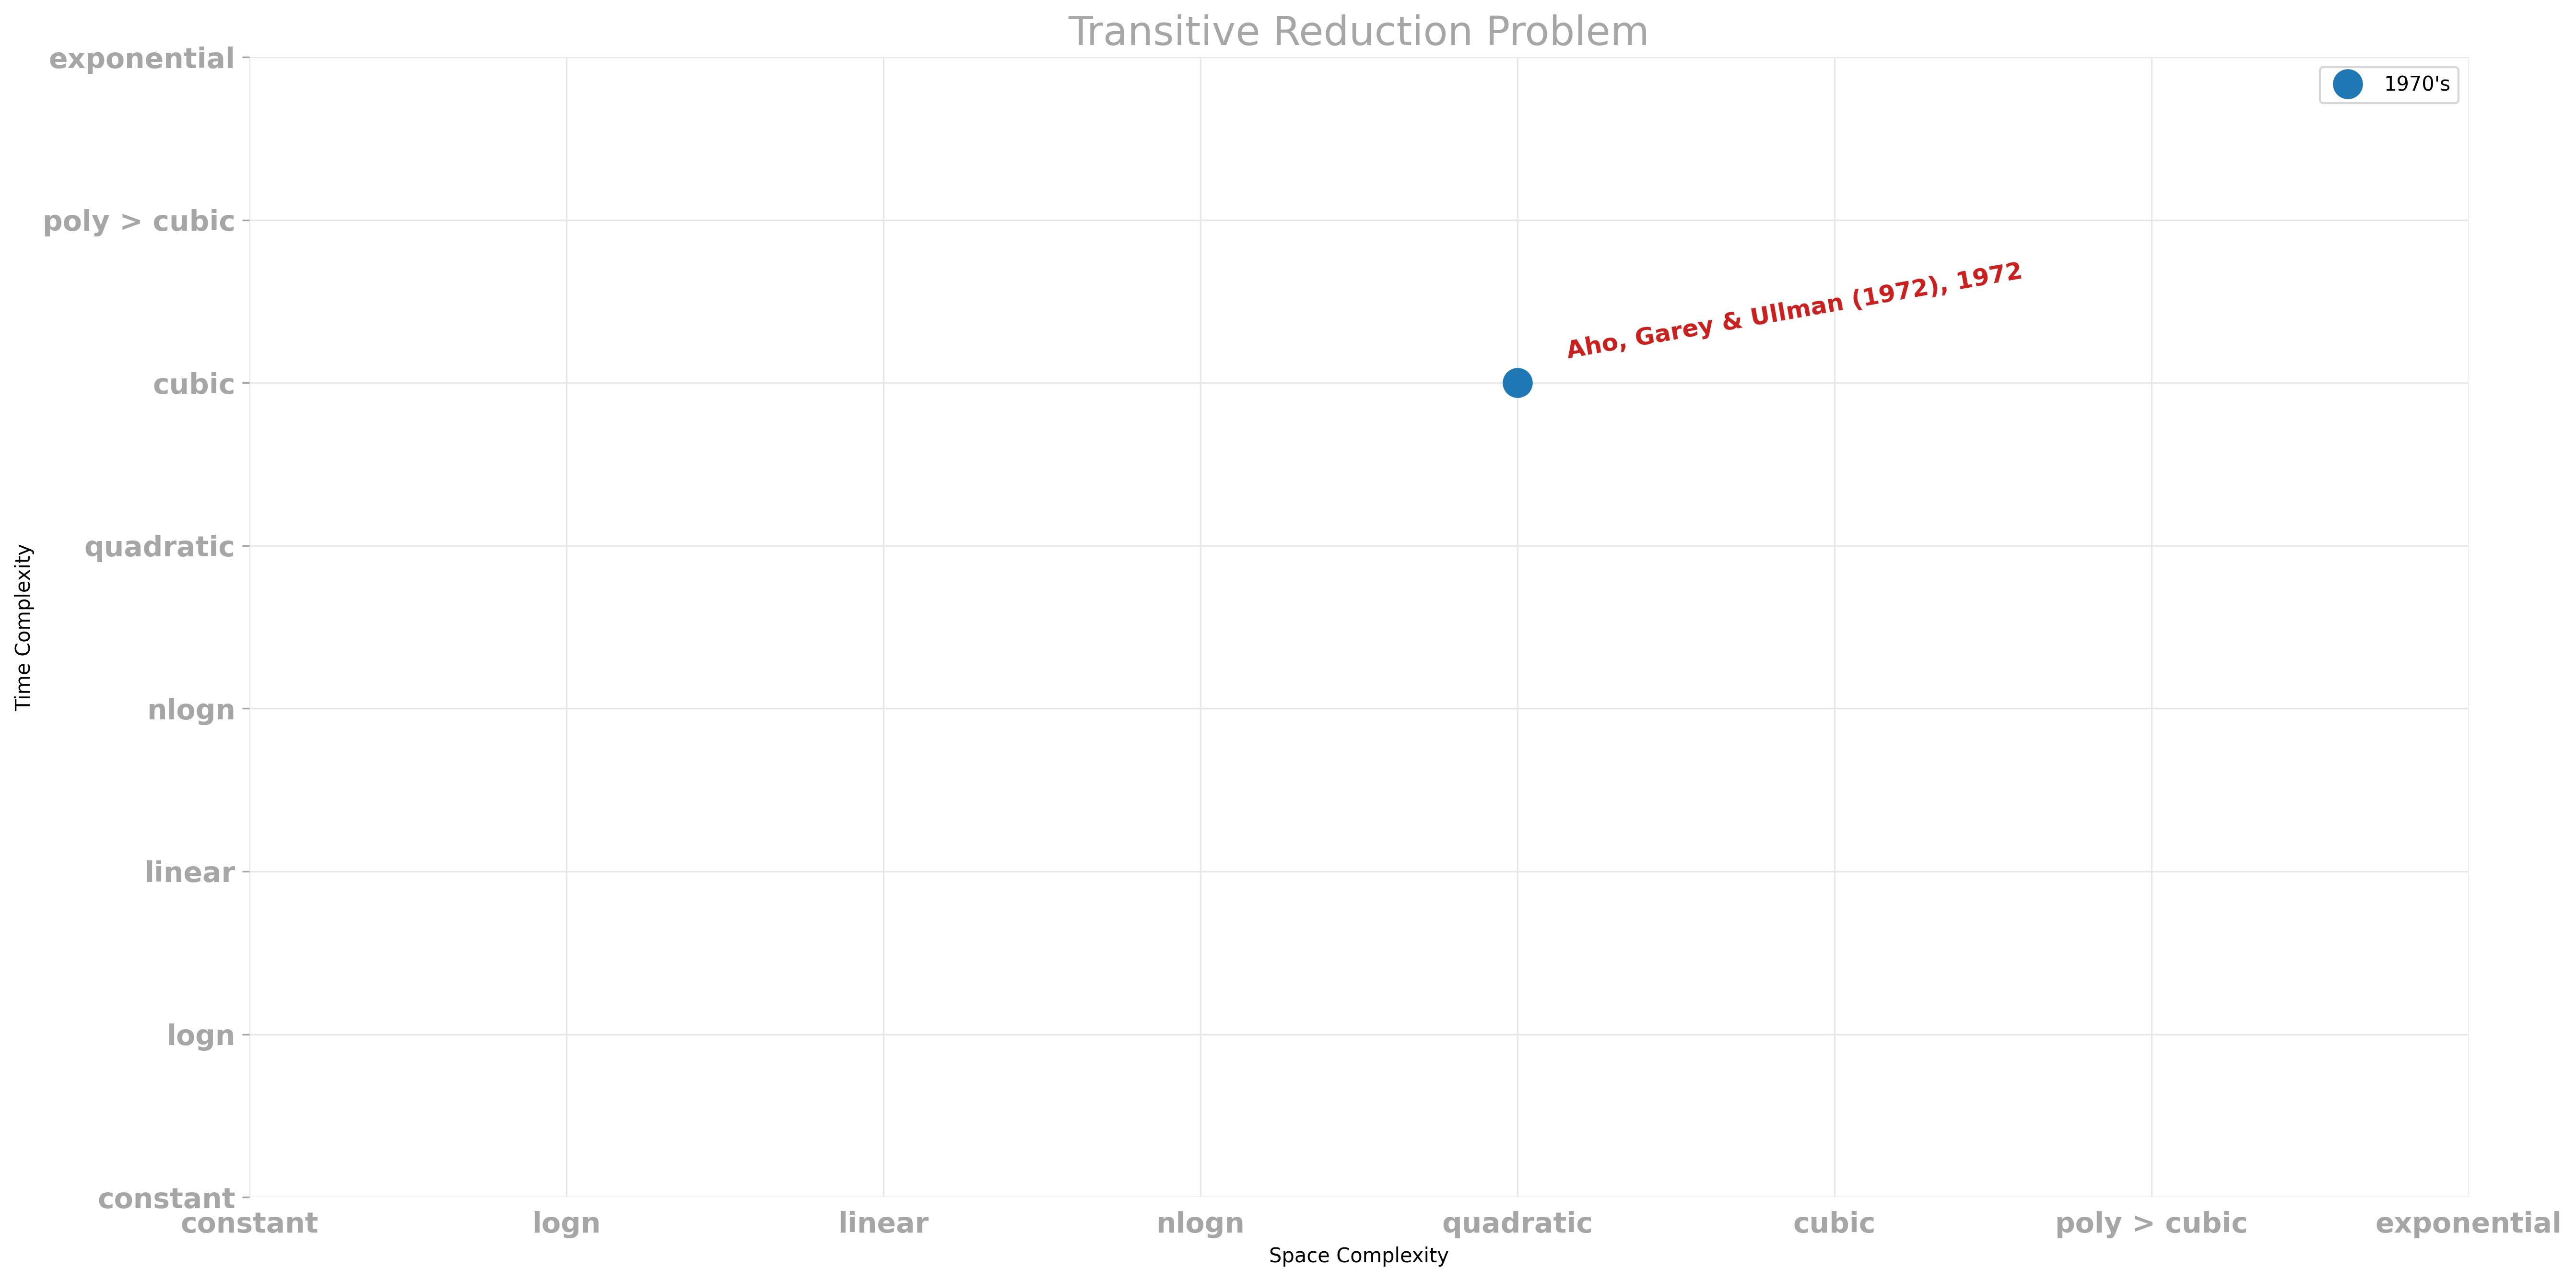 Transitive Reduction Problem
exponential
poly > cubic
cubic
quadratic
nlogn
linear
logn
constant
Time Complexity
1970's
Aho, Garey & Ullman (1972), 1972
constant
logn
linear
nlogn
quadratic
cubic
poly > cubic
exponential
Space Complexity